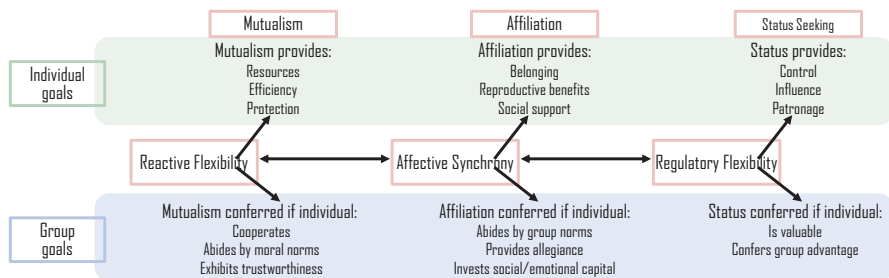 Mutualism
Affiliation
Status Seeking
Individual
goals
Mutualism provides:
Resources
Efficiency
Protection
Affiliation provides:
Belonging
Reproductive benefits
Social support
Status provides:
Control
Influence
Patronage
Reactive Flexibility
Affective Synchrony
Regulatory Flexibility
Group
goals
Mutualism conferred if individual:
Cooperates
Abides by moral norms
Exhibits trustworthiness
Affiliation conferred if individual:
Abides by group norms
Provides allegiance
Invests social/emotional capital
Status conferred if individual:
Is valuable
Confers group advantage